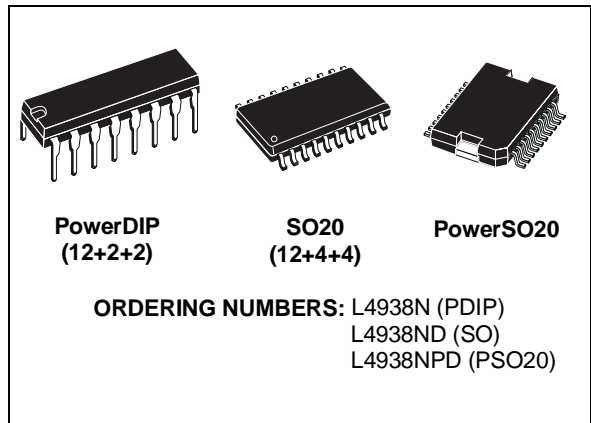 PowerDIP
(12+2+2)
SO20
(12+4+4)
PowerSO20
ORDERING NUMBERS: L4938N (PDIP)
L4938ND (SO)
L4938NPD (PSO20)